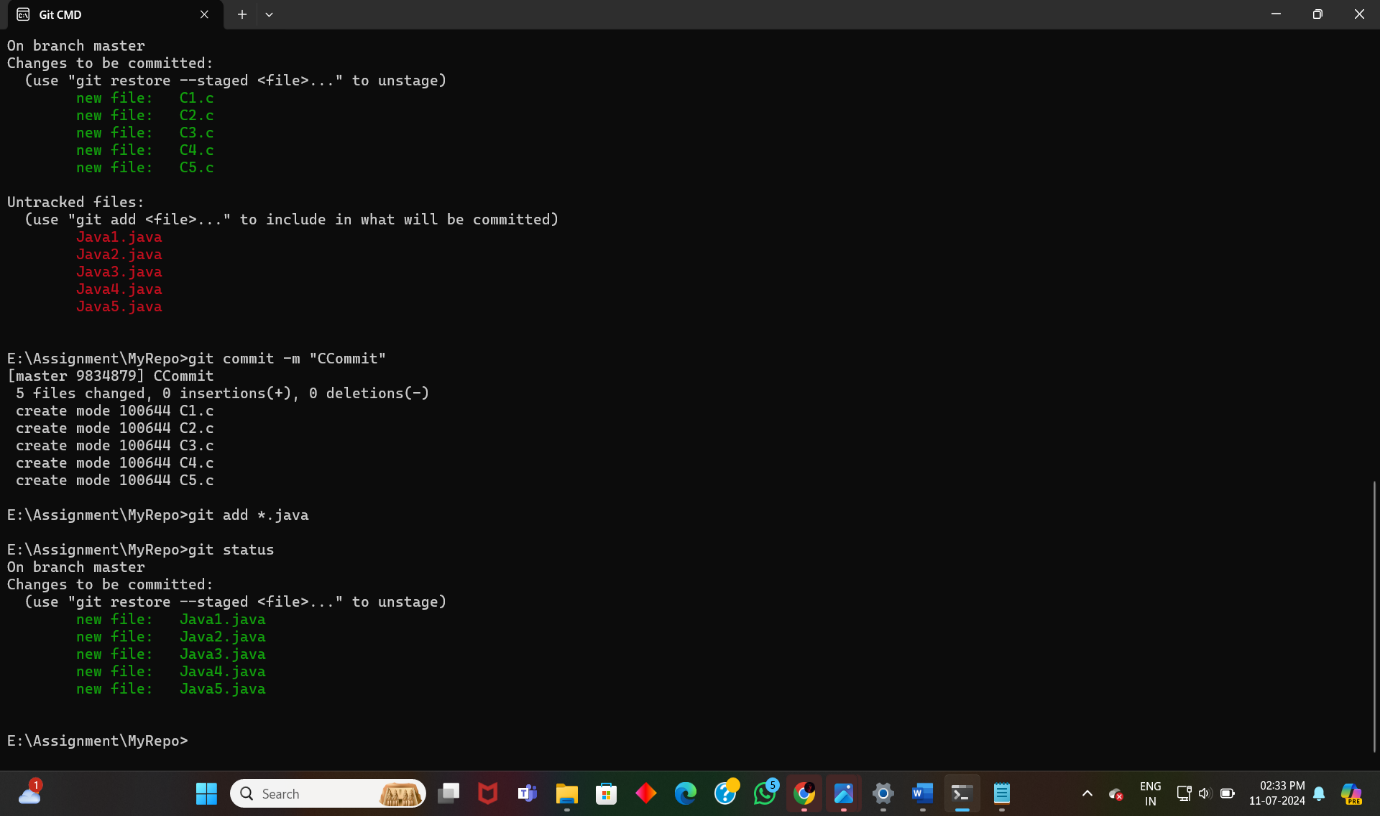 Git CMD
On branch master
Changes to be committed:
  (use "git restore --staged <file>..." to unstage)
        new file:   C1.c
        new file:   C2.c
        new file:   C3.c
        new file:   C4.c
        new file:   C5.c
Untracked files:
  (use "git add <file>..." to include in what will be committed)
        Java1.java
        Java2.java
        Java3.java
        Java4.java
        Java5.java
E:\Assignment\MyRepo>git commit -m "CCommit"
[master 9834879] CCommit
 5 files changed, 0 insertions(+), 0 deletions(-)
 create mode 100644 C1.c
 create mode 100644 C2.c
 create mode 100644 C3.c
 create mode 100644 C4.c
 create mode 100644 C5.c
E:\Assignment\MyRepo>git add *.java
E:\Assignment\MyRepo>git status
On branch master
Changes to be committed:
  (use "git restore --staged <file>..." to unstage)
        new file:   Java1.java
        new file:   Java2.java
        new file:   Java3.java
        new file:   Java4.java
        new file:   Java5.java
E:\Assignment\MyRepo>
1
Search
5
ENG
IN
02:33 PM
11-07-2024
PRE